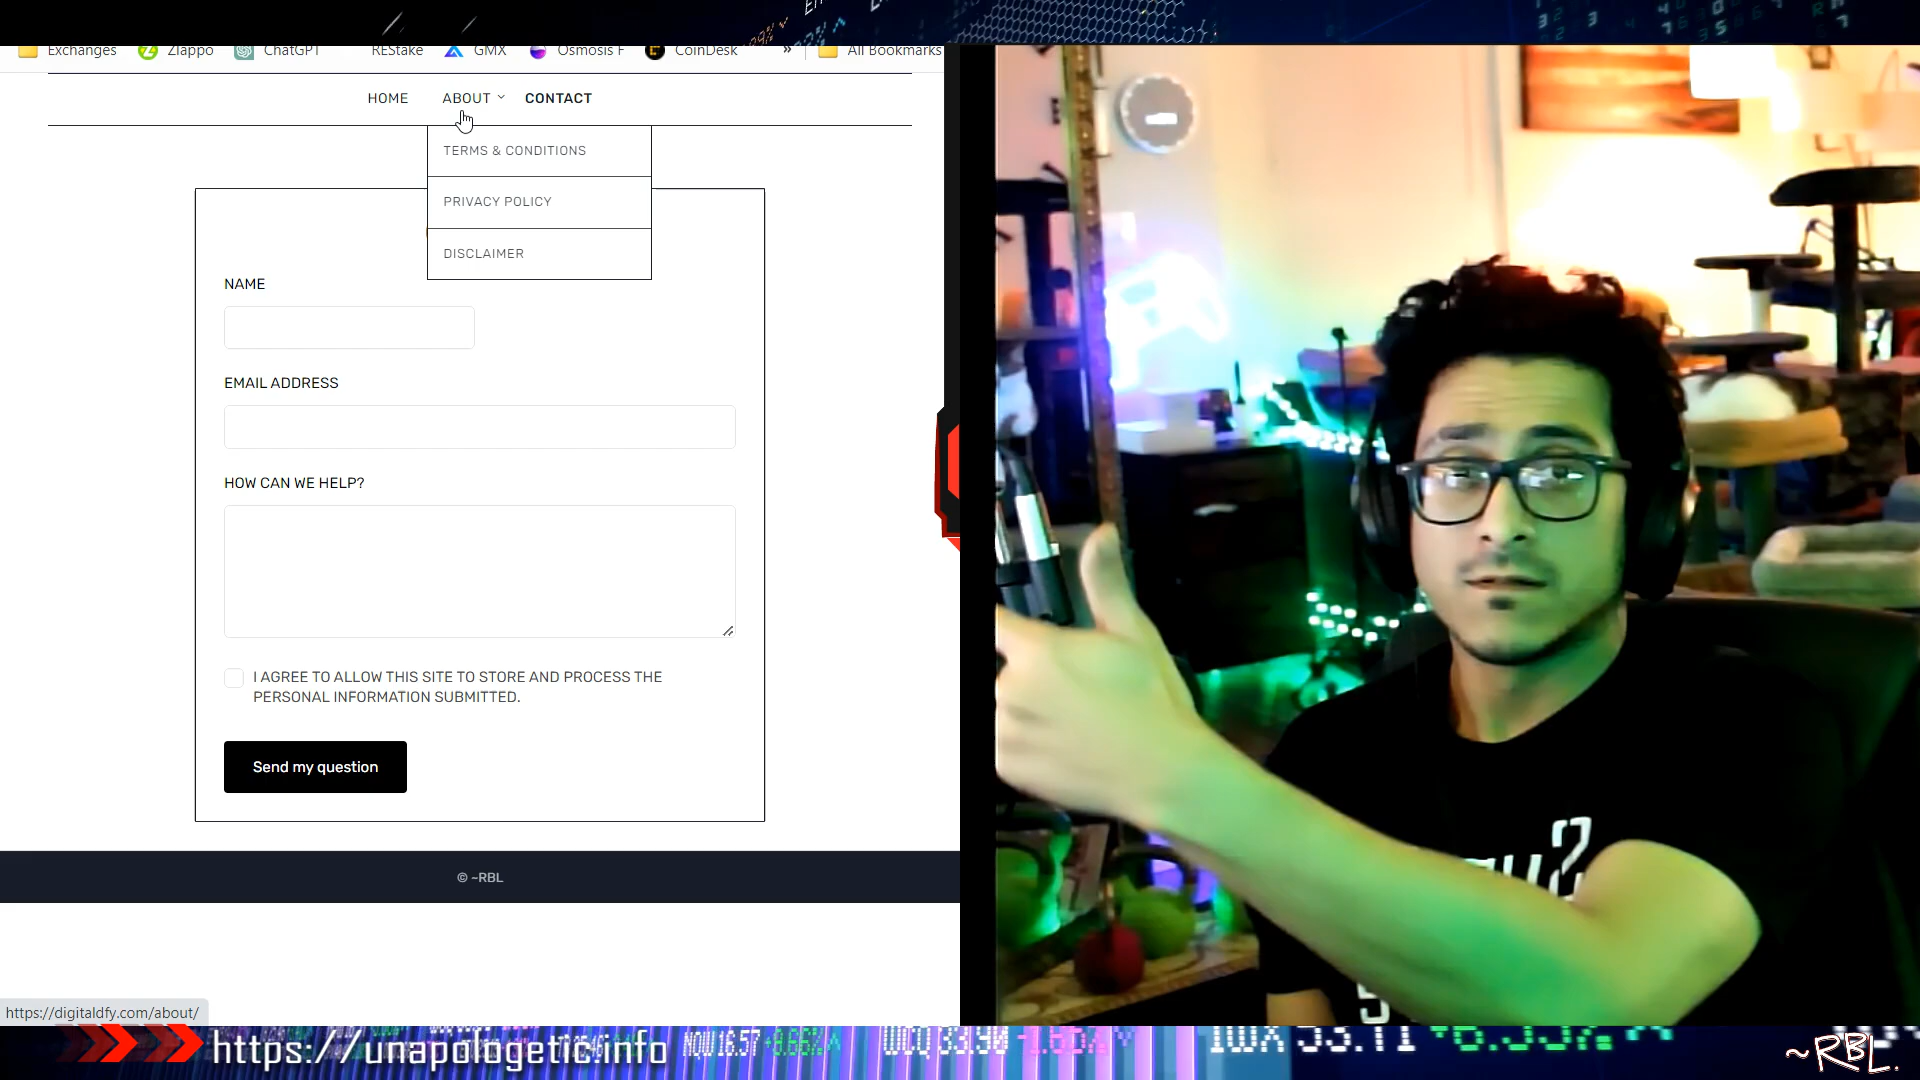 Exchanges Zlappo ChatGPT REStake GMX Osmosis F CoinDesk » All Bookmarks
HOME ABOUT CONTACT
TERMS & CONDITIONS
PRIVACY POLICY
DISCLAIMER
NAME
EMAIL ADDRESS
HOW CAN WE HELP?
I AGREE TO ALLOW THIS SITE TO STORE AND PROCESS THE
PERSONAL INFORMATION SUBMITTED.
Send my question
© ~RBL
https://digitaldfy.com/about/
https://unapologetic.info
~RBL.